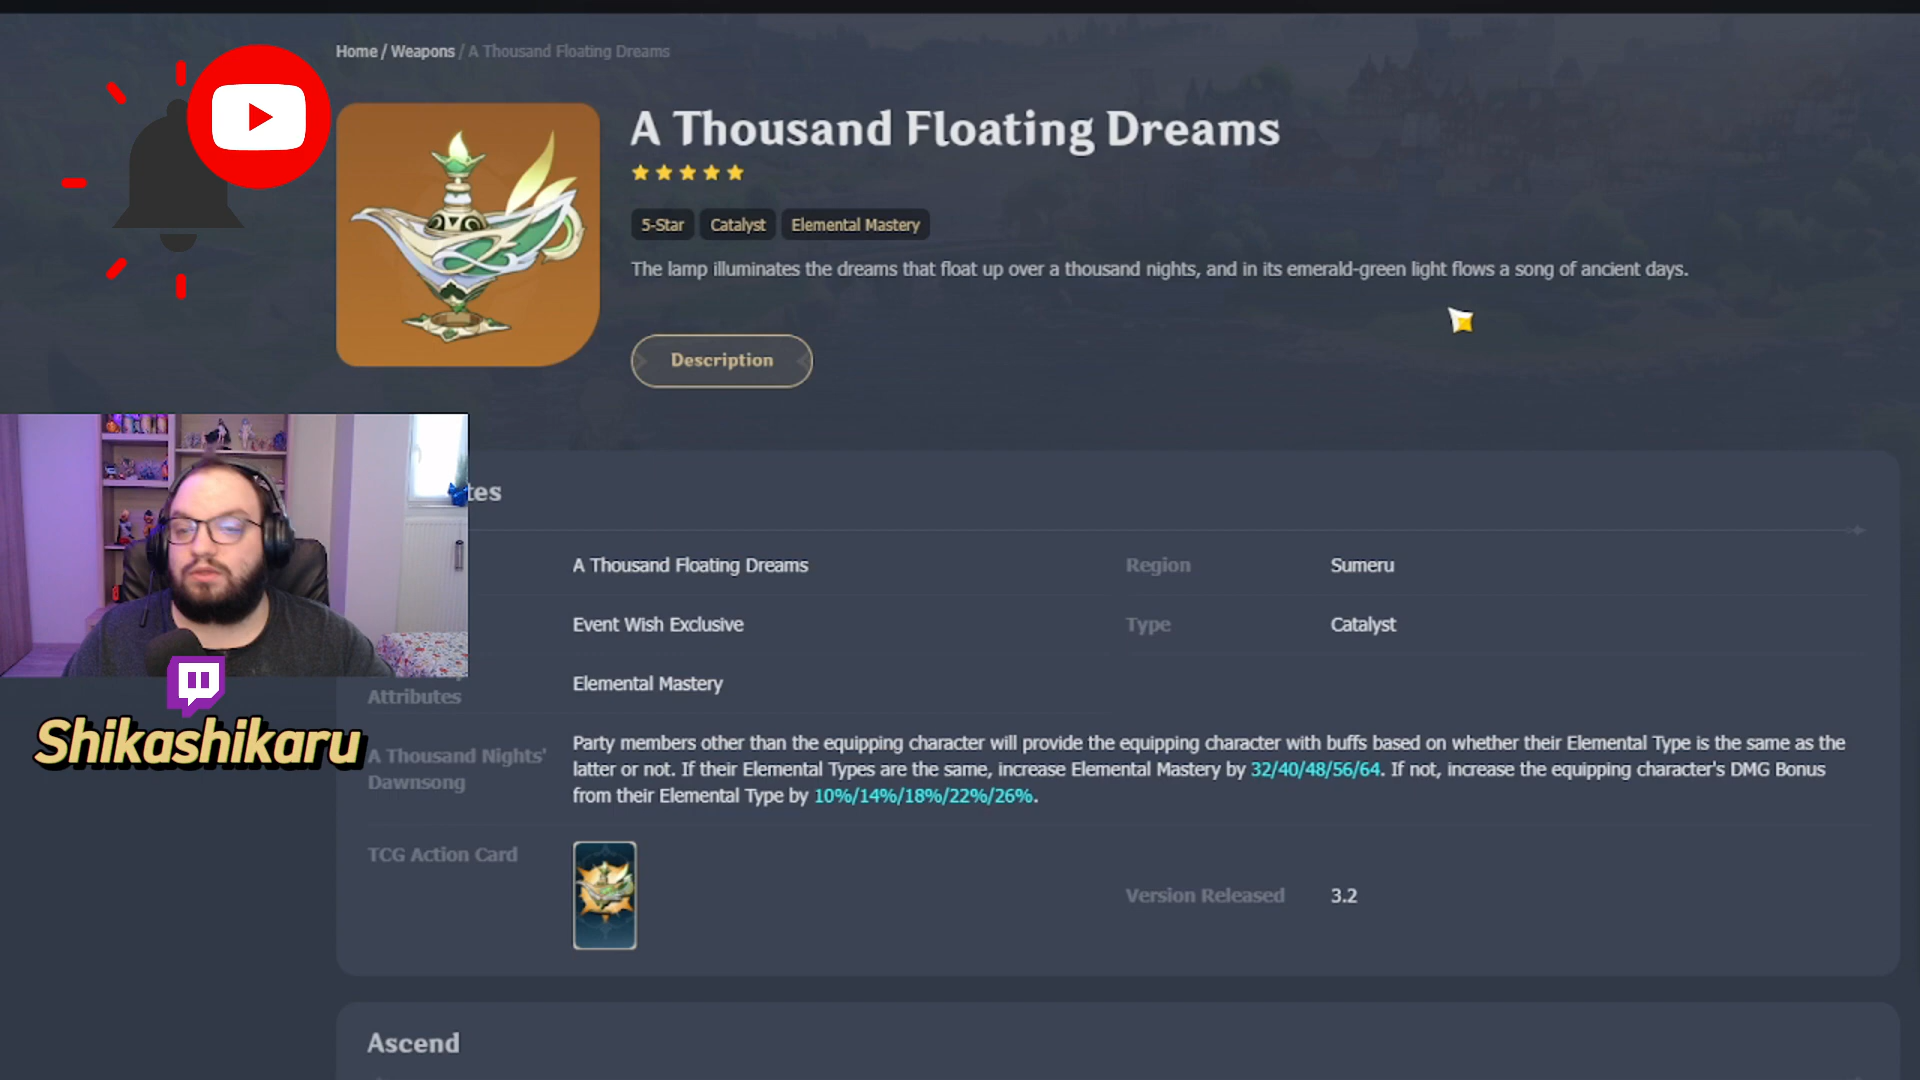 Home / Weapons / A Thousand Floating Dreams
A Thousand Floating Dreams
5-Star
Catalyst
Elemental Mastery
The lamp illuminates the dreams that float up over a thousand nights, and in its emerald-green light flows a song of ancient days.
Description
tes
A Thousand Floating Dreams
Region
Sumeru
Event Wish Exclusive
Type
Catalyst
Attributes
Elemental Mastery
A Thousand Nights'
Dawnsong
Party members other than the equipping character will provide the equipping character with buffs based on whether their Elemental Type is the same as the
latter or not. If their Elemental Types are the same, increase Elemental Mastery by 32/40/48/56/64. If not, increase the equipping character's DMG Bonus
from their Elemental Type by 10%/14%/18%/22%/26%.
Shikashikaru
TCG Action Card
Version Released
3.2
Ascend